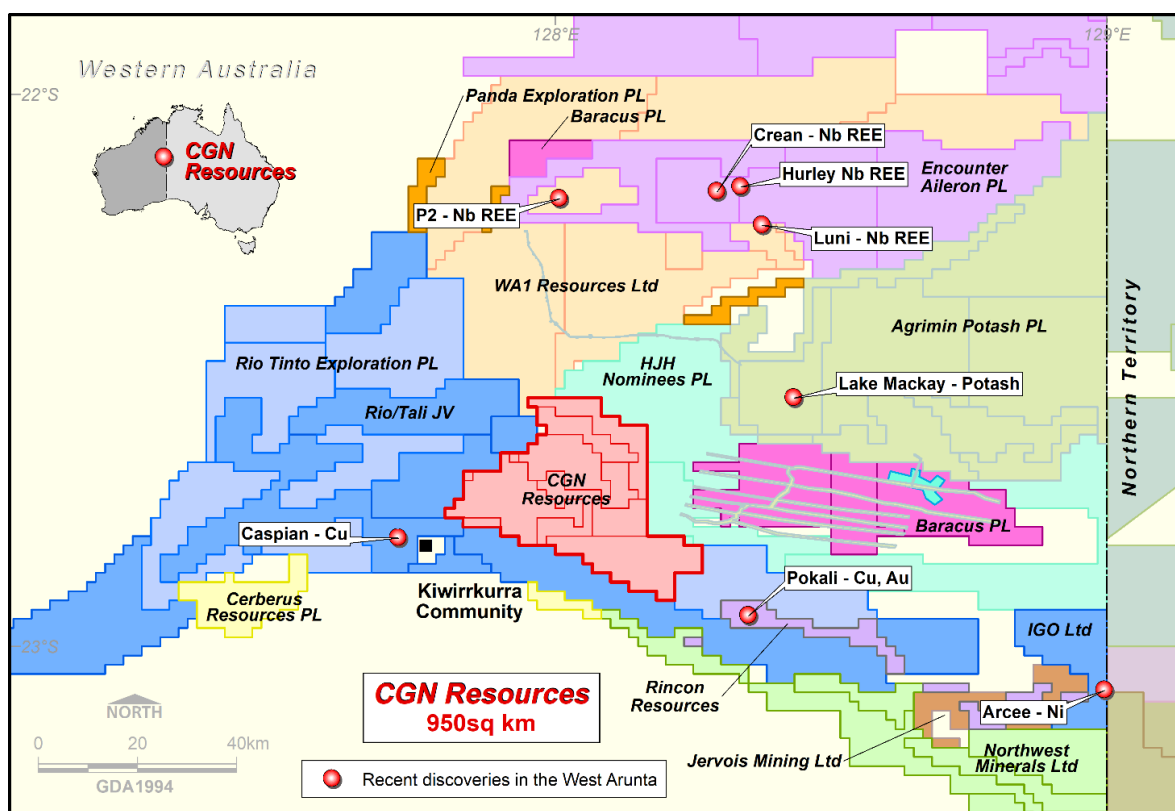 128°E
129°E
Western Australia
22°S
Panda Exploration PL
Baracus PL
CGN
Resources
Crean - Nb REE
Hurley Nb REE
Encounter
Aileron PL
P2 - Nb REE
Luni - Nb REE
WA1 Resources Ltd
Agrimin Potash PL
Northern Territory
Rio Tinto Exploration PL
HJH
Nominees PL
Lake Mackay - Potash
Rio/Tali JV
CGN
Resources
Baracus PL
Caspian - Cu
Kiwirrkurra
Community
Pokali - Cu, Au
Cerberus
Resources PL
IGO Ltd
23°S
CGN Resources
950sq km
Rincon
Resources
Arcee - Ni
NORTH
0 20 40km
GDA1994
Jervois Mining Ltd
Northwest
Minerals Ltd
Recent discoveries in the West Arunta